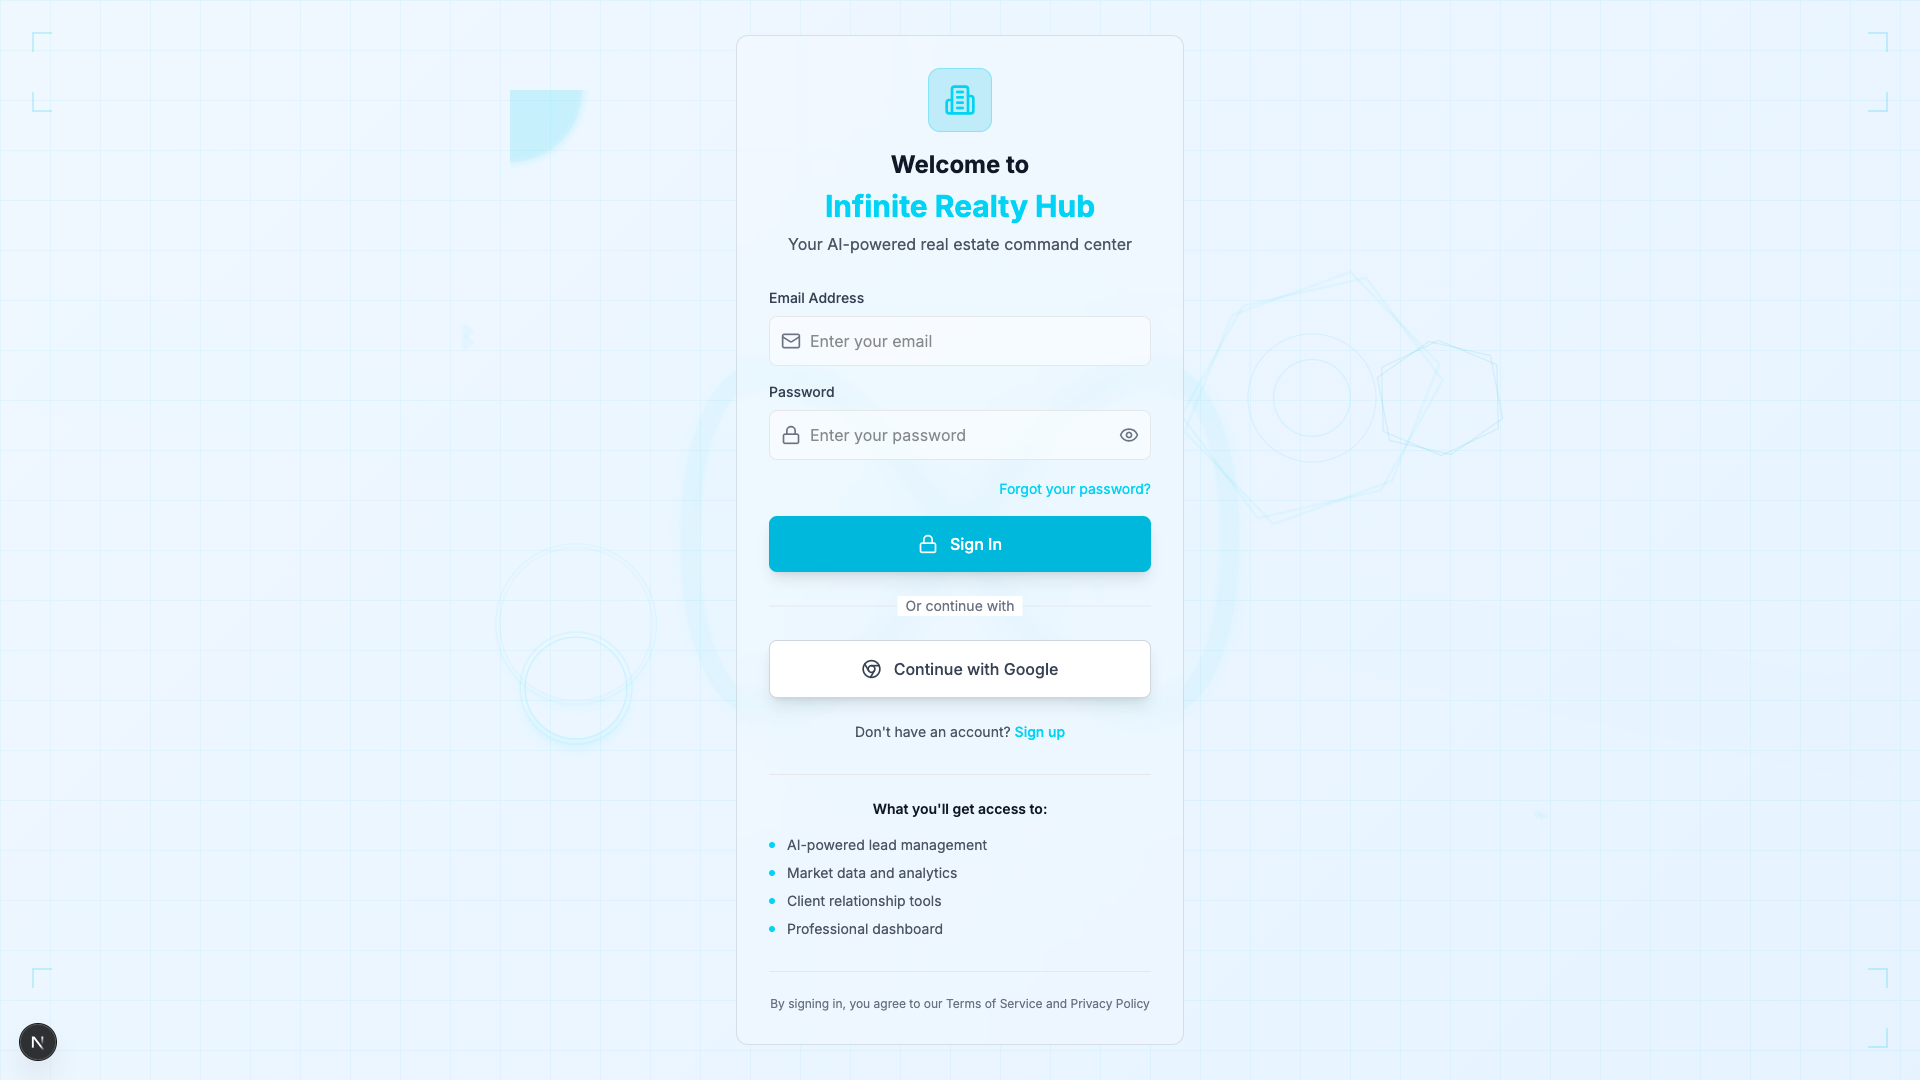 Welcome to
Infinite Realty Hub
Your AI-powered real estate command center
Email Address
Enter your email
Password
Enter your password
Forgot your password?
Sign In
Or continue with
Continue with Google
Don't have an account? Sign up
What you'll get access to:
AI-powered lead management
Market data and analytics
Client relationship tools
Professional dashboard
By signing in, you agree to our Terms of Service and Privacy Policy
N